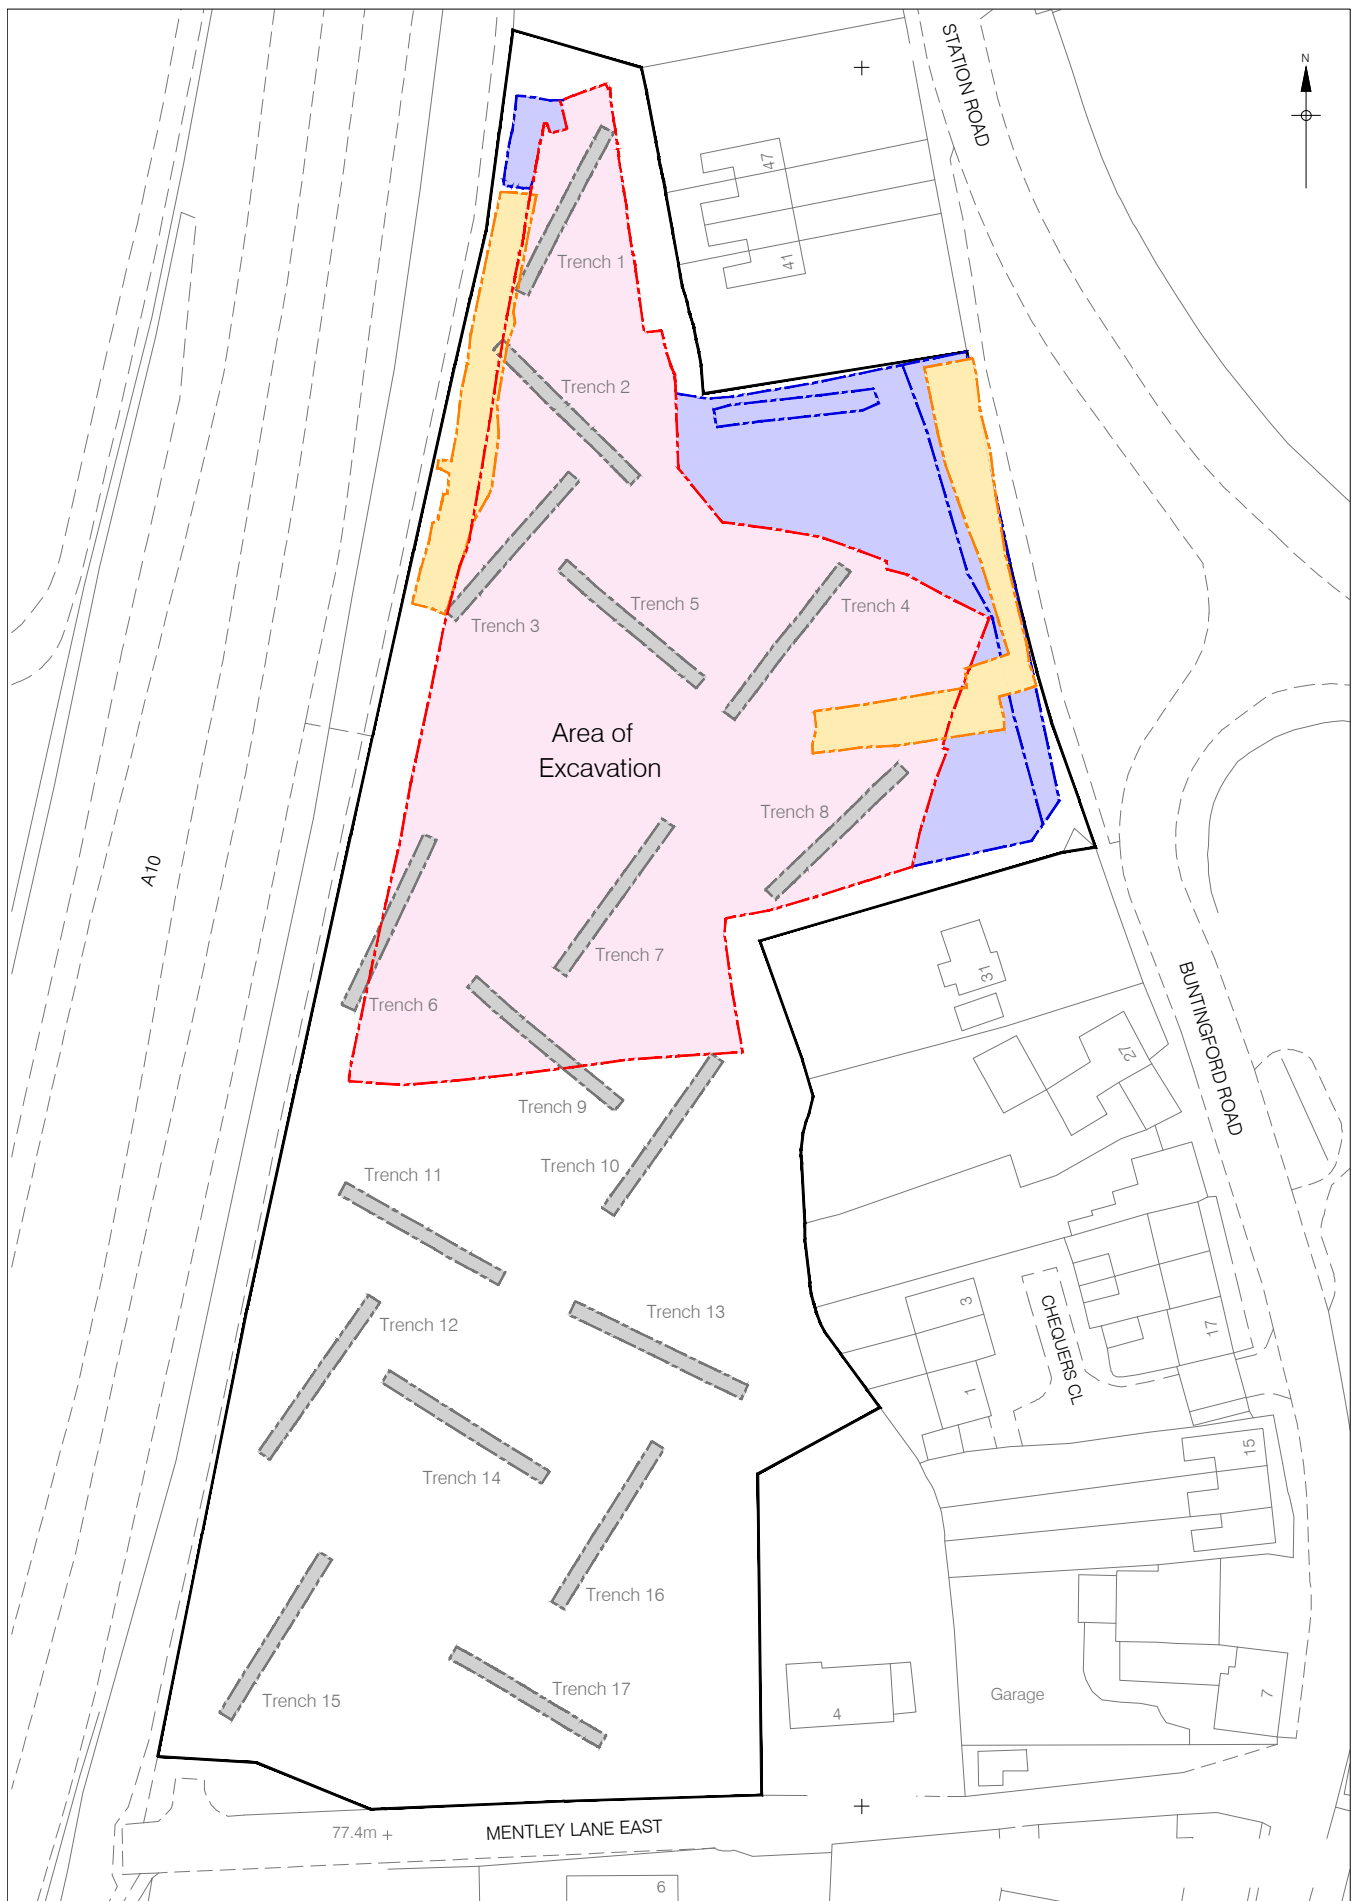 N
STATION ROAD
47
41
Trench 1
Trench 2
Trench 3
Trench 5
Trench 4
Area of
Excavation
Trench 8
A10
Trench 7
Trench 6
31
27
BUNTINGFORD ROAD
Trench 9
Trench 10
Trench 11
Trench 12
Trench 13
3
CHEQUERS CL
17
1
15
Trench 14
Trench 16
Trench 15
Trench 17
Garage
4
7
77.4m
MENTLEY LANE EAST
6